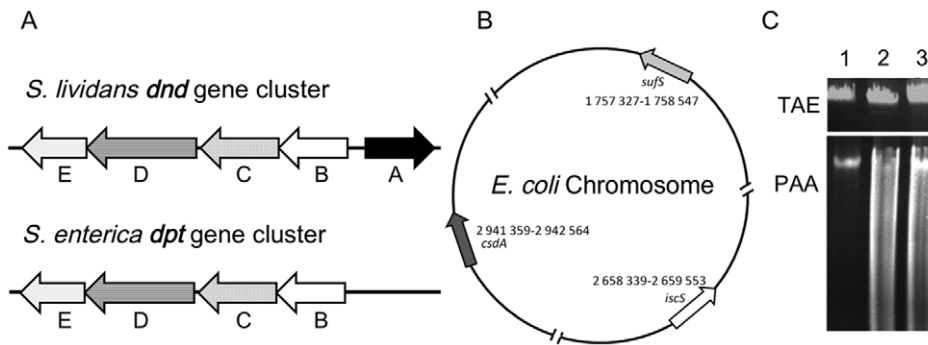 A
S. lividans dnd gene cluster
E D C B A
S. enterica dpt gene cluster
E D C B
B
sufS
1 757 327-1 758 547
E. coli Chromosome
2 941 359-2 942 564
csdA
2 658 339-2 659 553
iscS
C
1 2 3
TAE
PAA